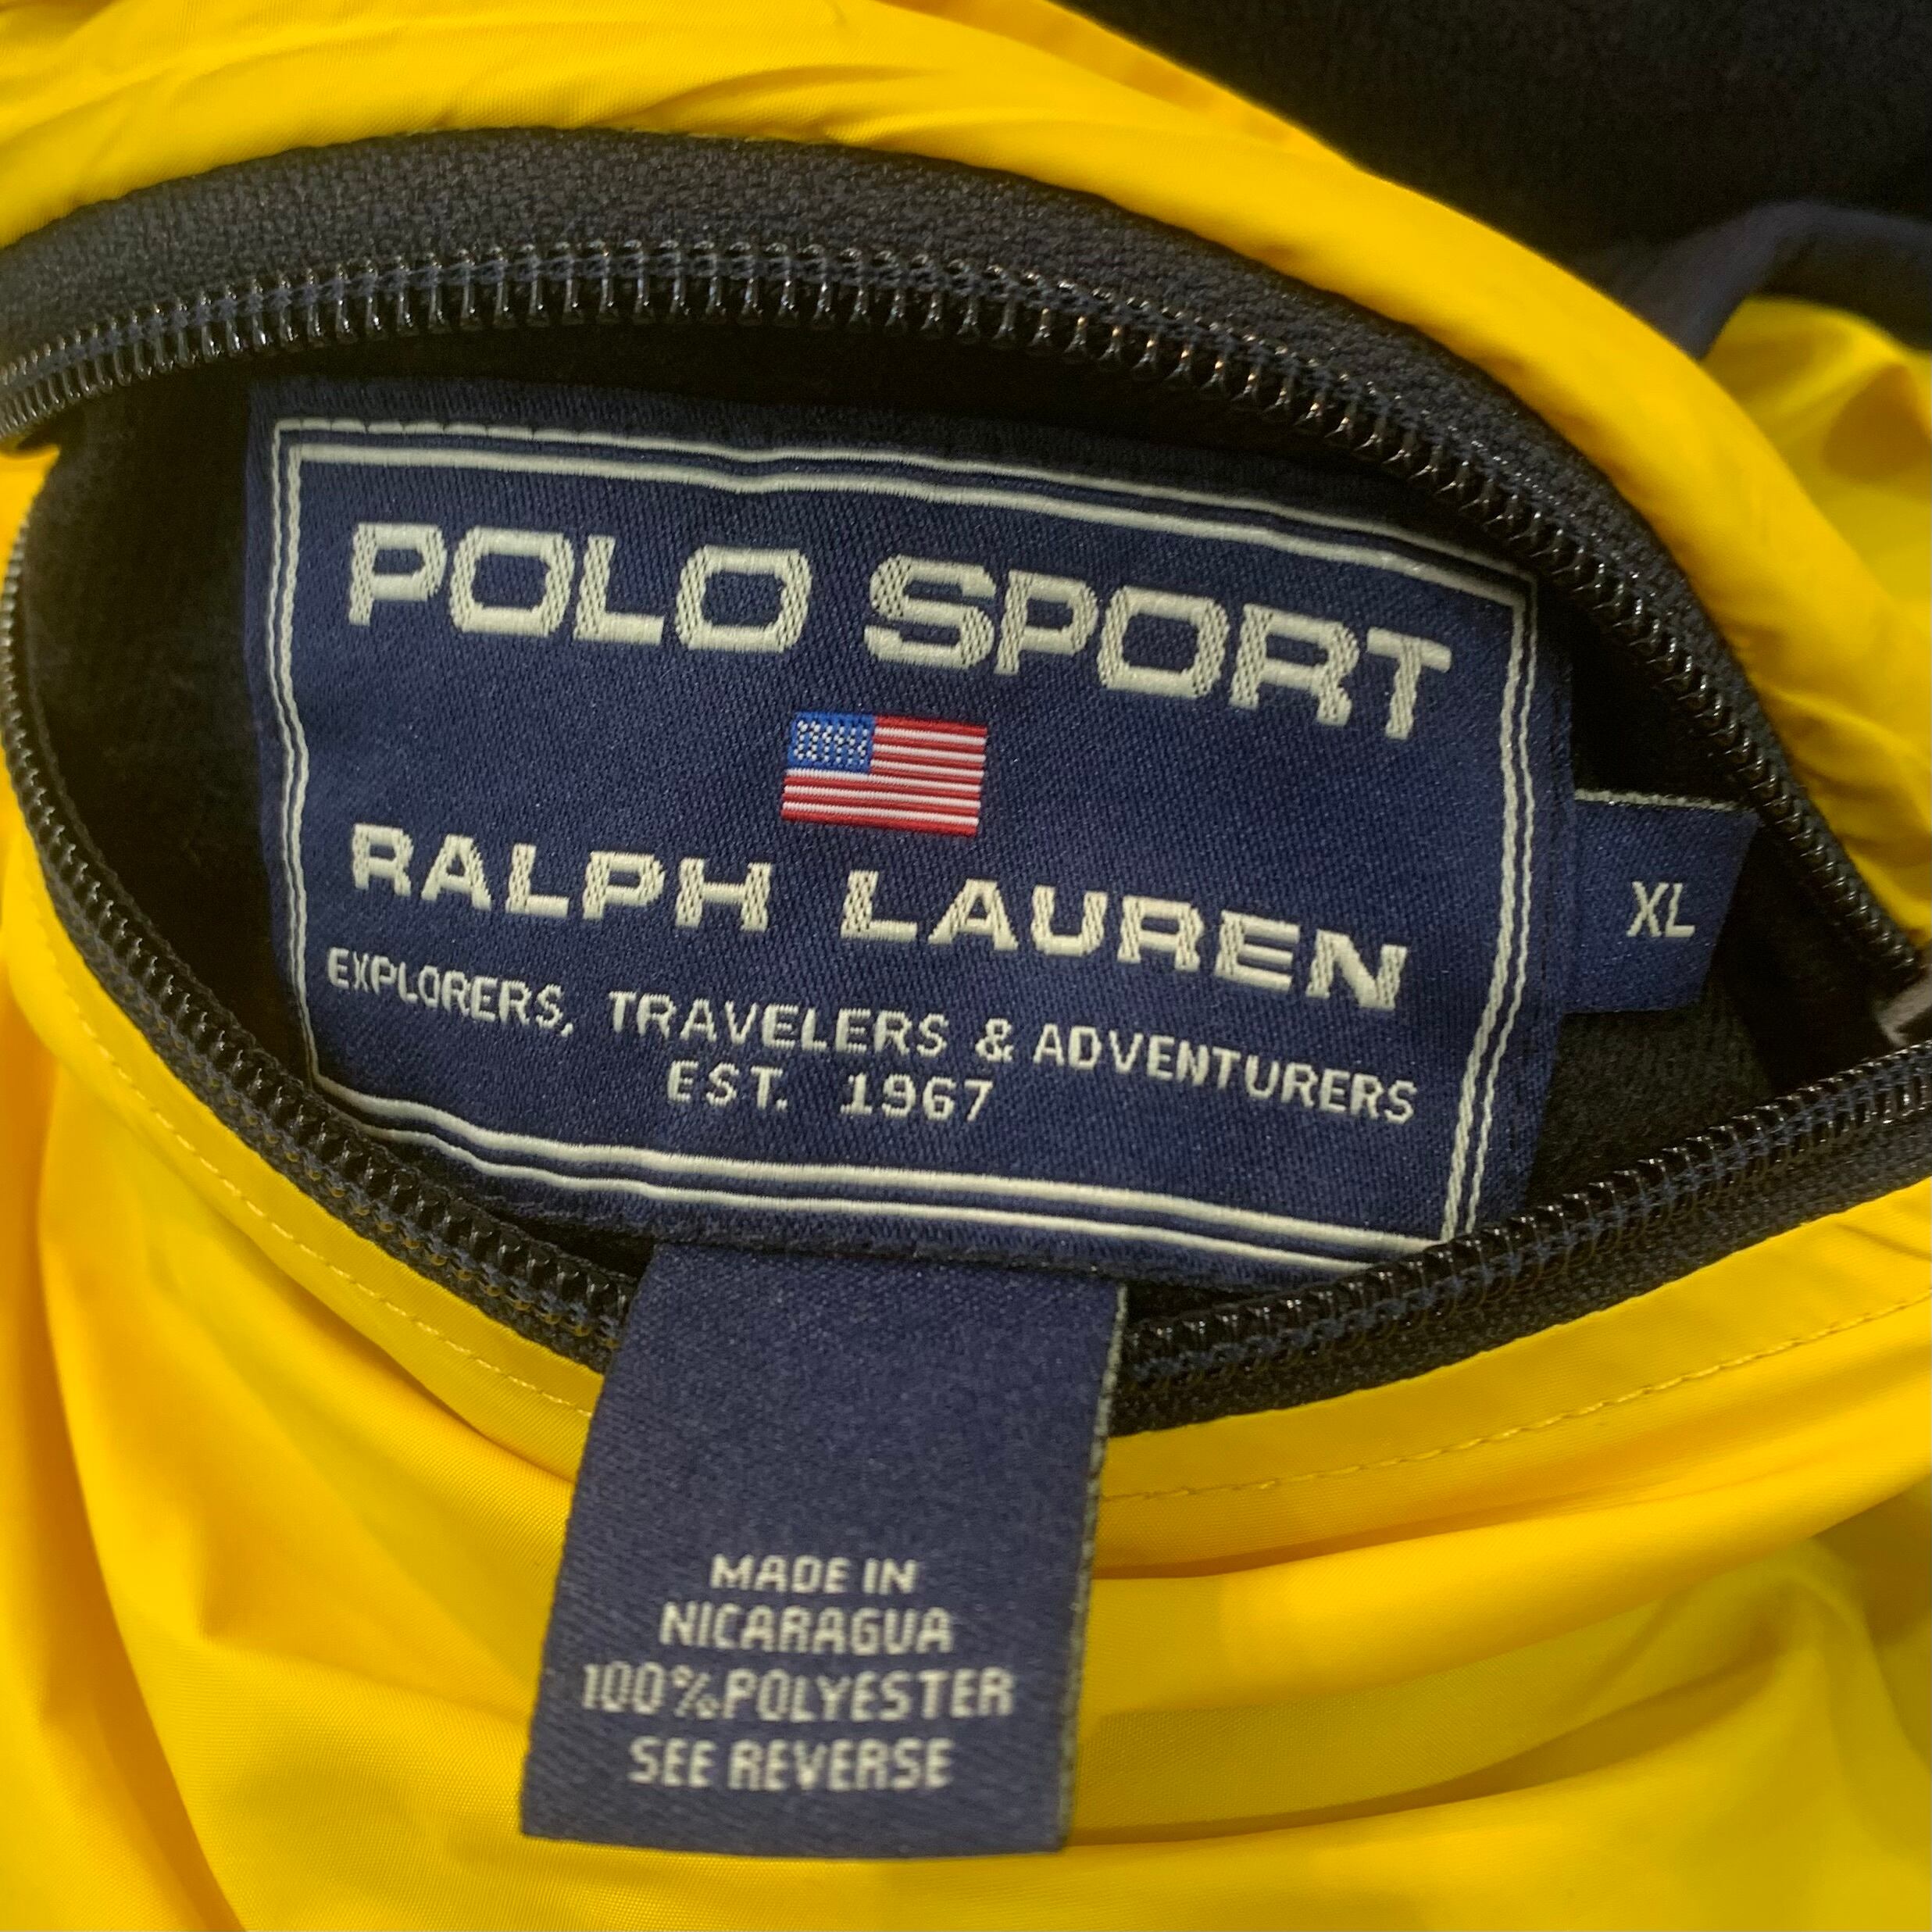 POLO SPORT
RALPH LAUREN
EXPLORERS, TRAVELERS & ADVENTURERS
EST. 1967
XL
MADE IN
NICARAGUA
100%POLYESTER
SEE REVERSE